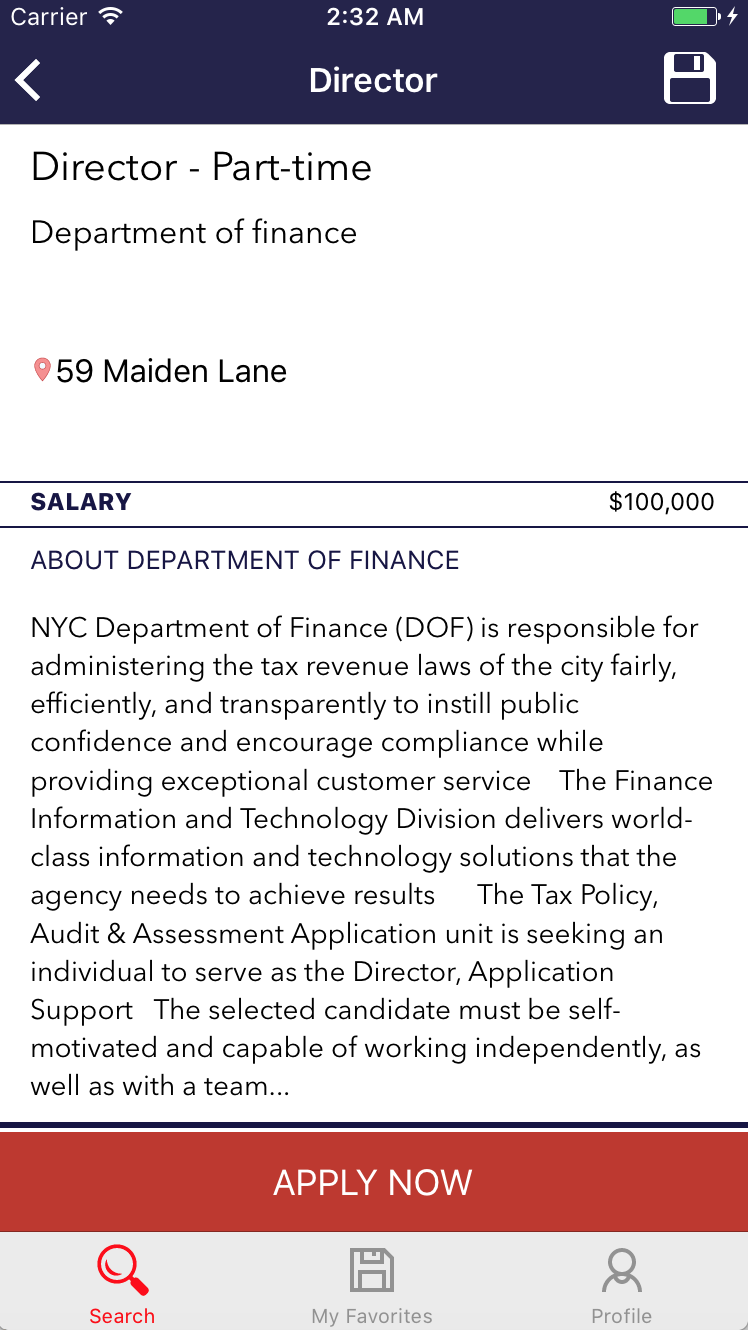 Carrier 2:32 AM
Director
Director - Part-time
Department of finance
59 Maiden Lane
SALARY $100,000
ABOUT DEPARTMENT OF FINANCE
NYC Department of Finance (DOF) is responsible for
administering the tax revenue laws of the city fairly,
efficiently, and transparently to instill public
confidence and encourage compliance while
providing exceptional customer service    The Finance
Information and Technology Division delivers world-
class information and technology solutions that the
agency needs to achieve results      The Tax Policy,
Audit & Assessment Application unit is seeking an
individual to serve as the Director, Application
Support   The selected candidate must be self-
motivated and capable of working independently, as
well as with a team...
APPLY NOW
Search My Favorites Profile